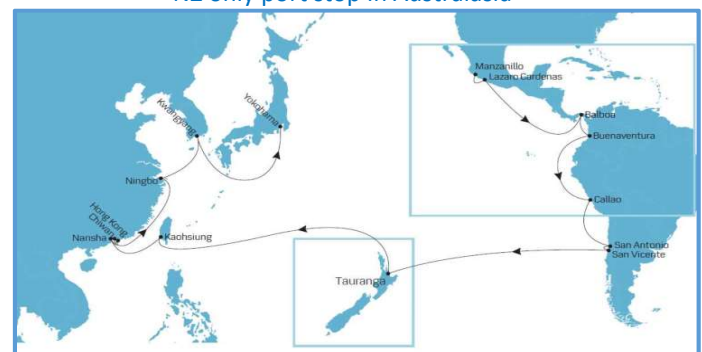 NZ only port stop in Australasia
Manzanillo
Lazaro Cardenas
Kwangyang
Yokohama
Balboa
Buenaventura
Ningbo
Callao
Hong Kong
Chiwan
Nansha
Kaohsiung
San Antonio
San Vicente
Tauranga